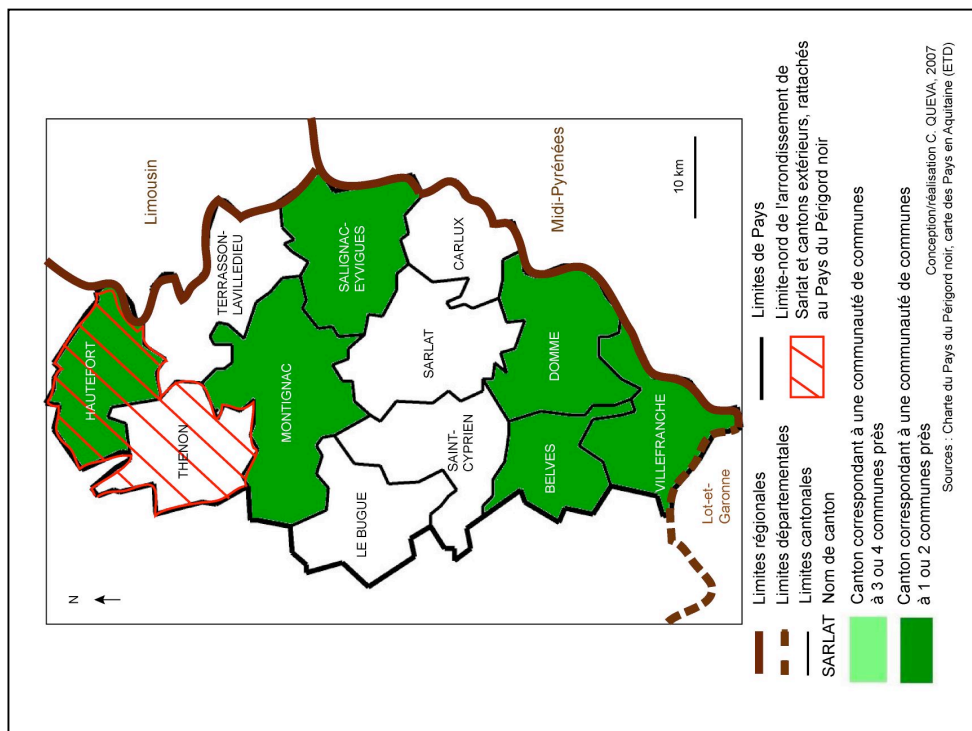 N
Limousin
HAUTEFORT
TERRASSON-
LAVILLEDIEU
THENON
MONTIGNAC
SALIGNAC-
EYVIGUES
LE BUGUE
SARLAT
CARLUX
SAINT-
CYPRIEN
Midi-Pyrénées
BELVES
DOMME
VILLEFRANCHE
Lot-et-
Garonne
10 km
Limites régionales
Limites départementales
Limites cantonales
SARLAT Nom de canton
Limites de Pays
Limite-nord de l'arrondissement de
Sarlat et cantons extérieurs, rattachés
au Pays du Périgord noir
Canton correspondant à une communauté de communes
à 3 ou 4 communes près
Canton correspondant à une communauté de communes
à 1 ou 2 communes près
Conception/réalisation C. QUEVA, 2007
Sources : Charte du Pays du Périgord noir, carte des Pays en Aquitaine (ETD)